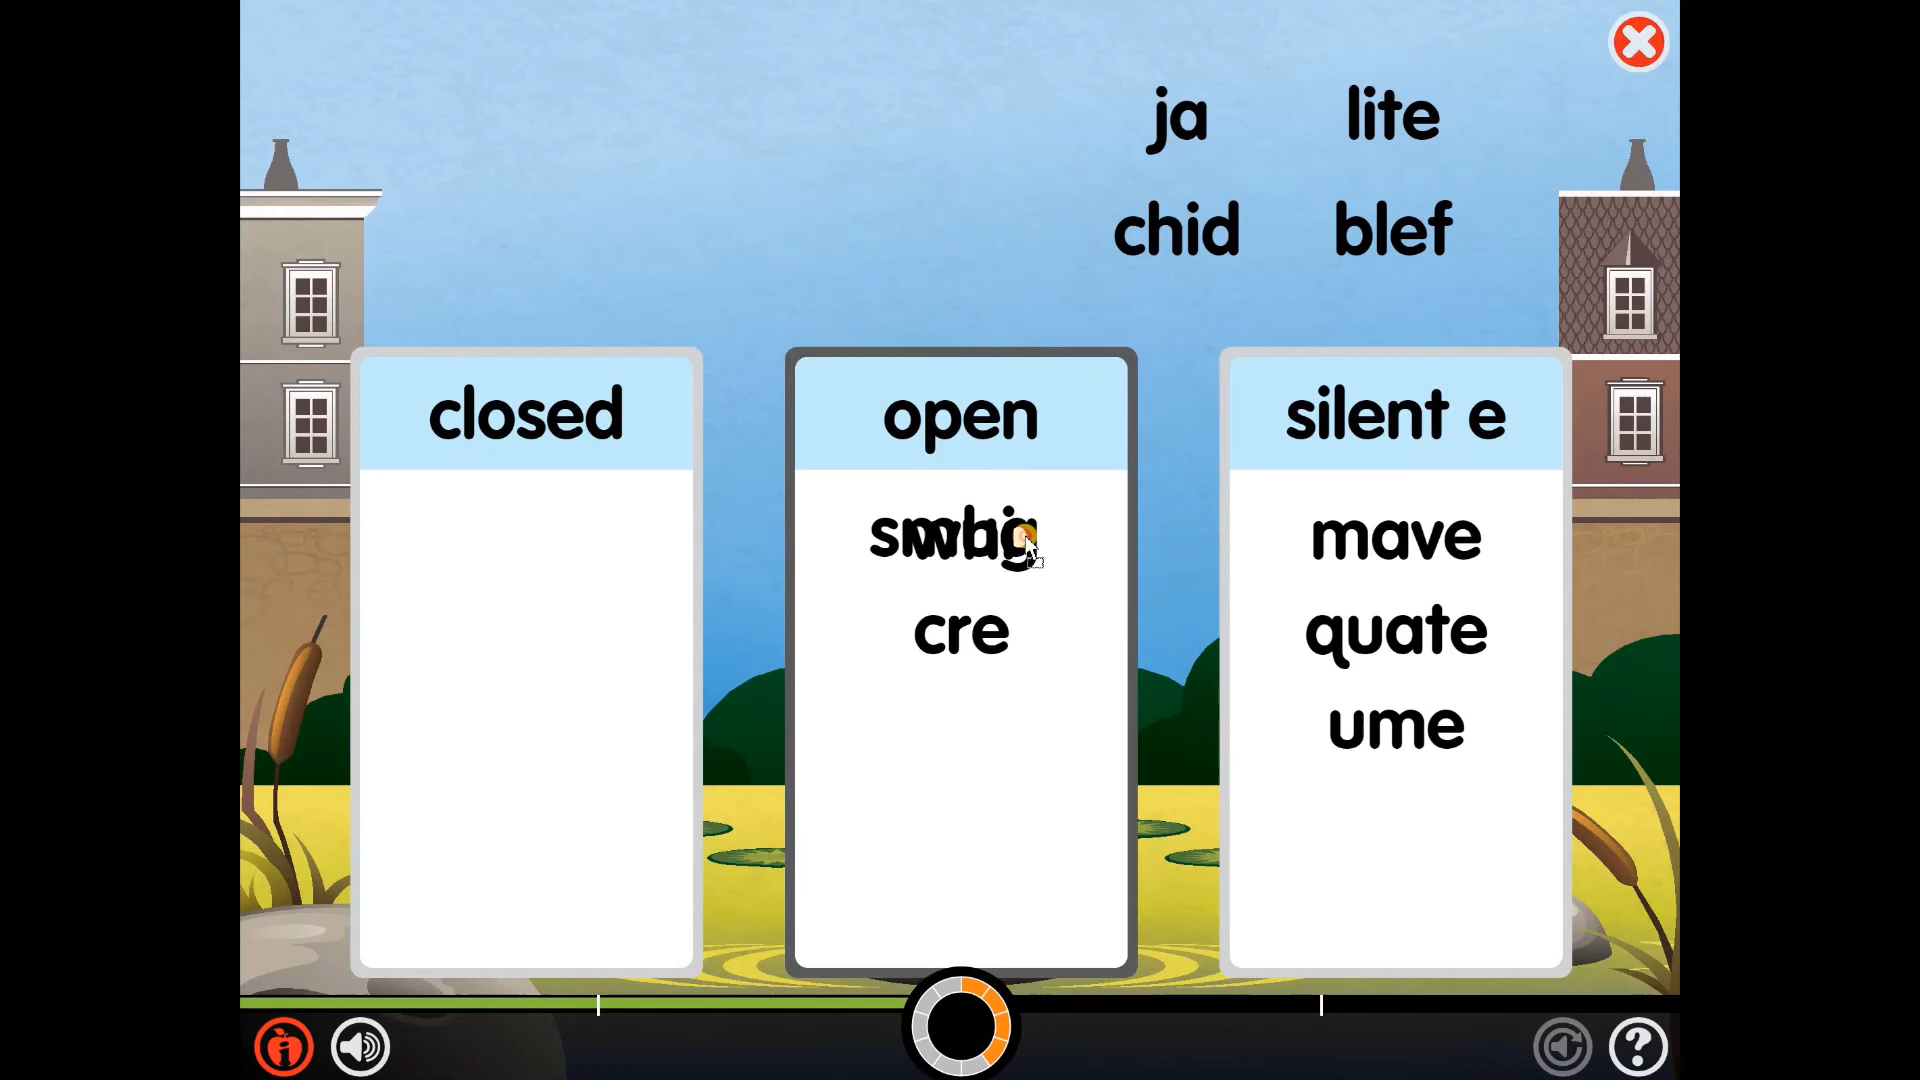 ja lite
chid blef
closed open silent e
mave
cre quate
ume